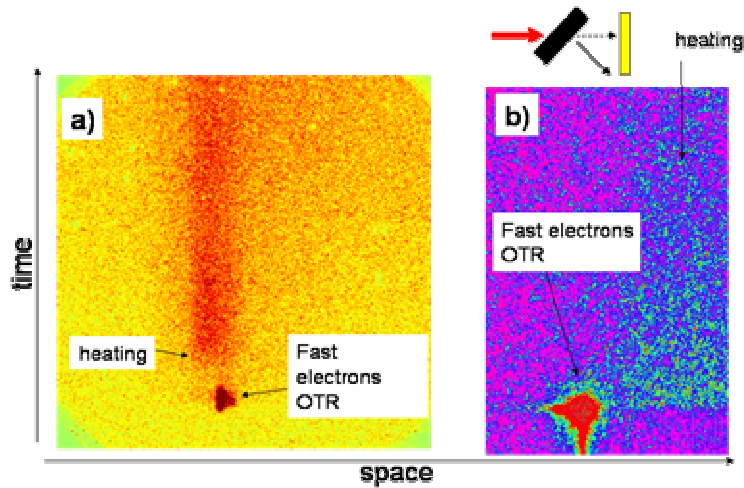 a)
b)
heating
Fast electrons
OTR
time
heating
Fast
electrons
OTR
space